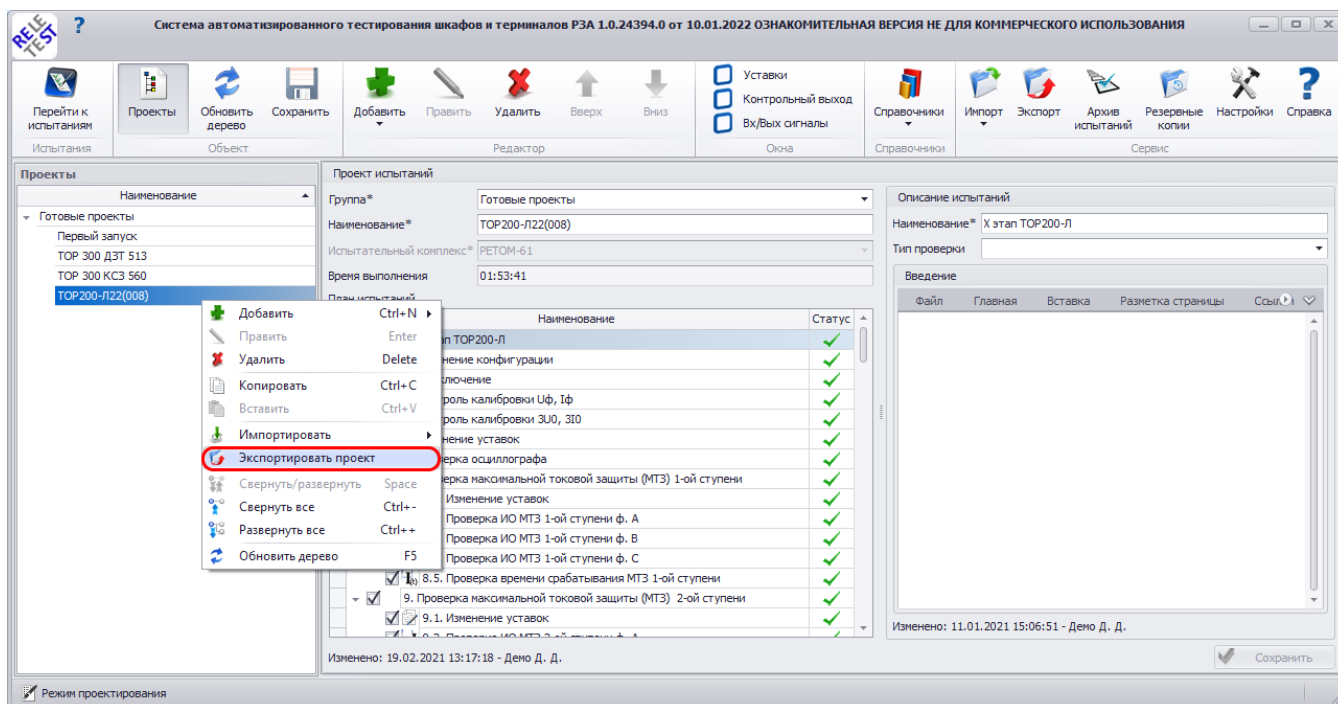 RELE TEST
?
Система автоматизированного тестирования шкафов и терминалов РЗА 1.0.24394.0 от 10.01.2022 ОЗНАКОМИТЕЛЬНАЯ ВЕРСИЯ НЕ ДЛЯ КОММЕРЧЕСКОГО ИСПОЛЬЗОВАНИЯ
Перейти к испытаниям
Проекты
Обновить дерево
Сохранить
Добавить
Править
Удалить
Вверх
Вниз
Уставки
Контрольный выход
Вх/Вых сигналы
Справочники
Импорт
Экспорт
Архив испытаний
Резервные копии
Настройки
Справка
Испытания
Объект
Редактор
Окна
Справочники
Сервис
Проекты
Наименование
Готовые проекты
Первый запуск
ТОР 300 ДЗТ 513
ТОР 300 КСЗ 560
ТОР200-Л22(008)
Добавить Ctrl+N
Править Enter
Удалить Delete
Копировать Ctrl+C
Вставить Ctrl+V
Импортировать
Экспортировать проект
Свернуть/развернуть Space
Свернуть все Ctrl+-
Развернуть все Ctrl++
Обновить дерево F5
Проект испытаний
Группа* Готовые проекты
Наименование* ТОР200-Л22(008)
Испытательный комплекс* РЕТОМ-61
Время выполнения 01:53:41
План испытаний
Наименование Статус
ап ТОР200-Л
нение конфигурации
ключение
роль калибровки Uф, Iф
роль калибровки 3U0, 3I0
нение уставок
ерка осциллографа
ерка максимальной токовой защиты (МТЗ) 1-ой ступени
Изменение уставок
Проверка ИО МТЗ 1-ой ступени ф. А
Проверка ИО МТЗ 1-ой ступени ф. В
Проверка ИО МТЗ 1-ой ступени ф. С
8.5. Проверка времени срабатывания МТЗ 1-ой ступени
9. Проверка максимальной токовой защиты (МТЗ) 2-ой ступени
9.1. Изменение уставок
9.2. Проверка ИО МТЗ 2-ой ступени ф. А
Изменено: 19.02.2021 13:17:18 - Демо Д. Д.
Описание испытаний
Наименование* X этап ТОР200-Л
Тип проверки
Введение
Файл Главная Вставка Разметка страницы Ссыл
Изменено: 11.01.2021 15:06:51 - Демо Д. Д.
Сохранить
Режим проектирования